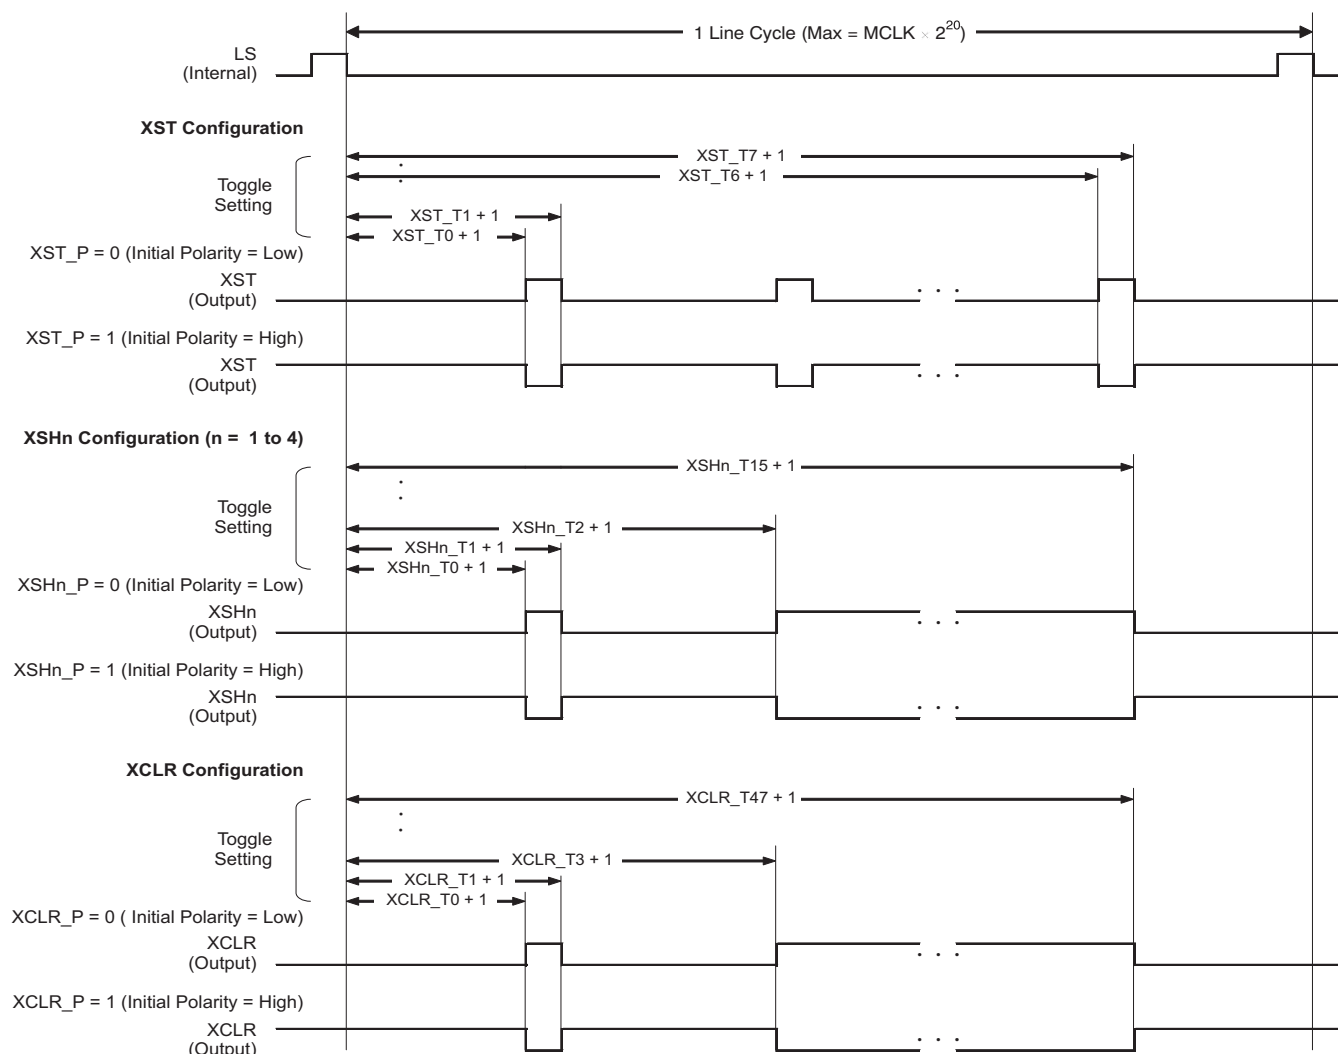 1 Line Cycle (Max = MCLK × 2^20)
LS
(Internal)
XST Configuration
XST_T7 + 1
XST_T6 + 1
Toggle
Setting
XST_T1 + 1
XST_T0 + 1
XST_P = 0 (Initial Polarity = Low)
XST
(Output)
XST_P = 1 (Initial Polarity = High)
XST
(Output)
XSHn Configuration (n = 1 to 4)
XSHn_T15 + 1
Toggle
Setting
XSHn_T2 + 1
XSHn_T1 + 1
XSHn_T0 + 1
XSHn_P = 0 (Initial Polarity = Low)
XSHn
(Output)
XSHn_P = 1 (Initial Polarity = High)
XSHn
(Output)
XCLR Configuration
XCLR_T47 + 1
Toggle
Setting
XCLR_T3 + 1
XCLR_T1 + 1
XCLR_T0 + 1
XCLR_P = 0 ( Initial Polarity = Low)
XCLR
(Output)
XCLR_P = 1 (Initial Polarity = High)
XCLR
(Output)